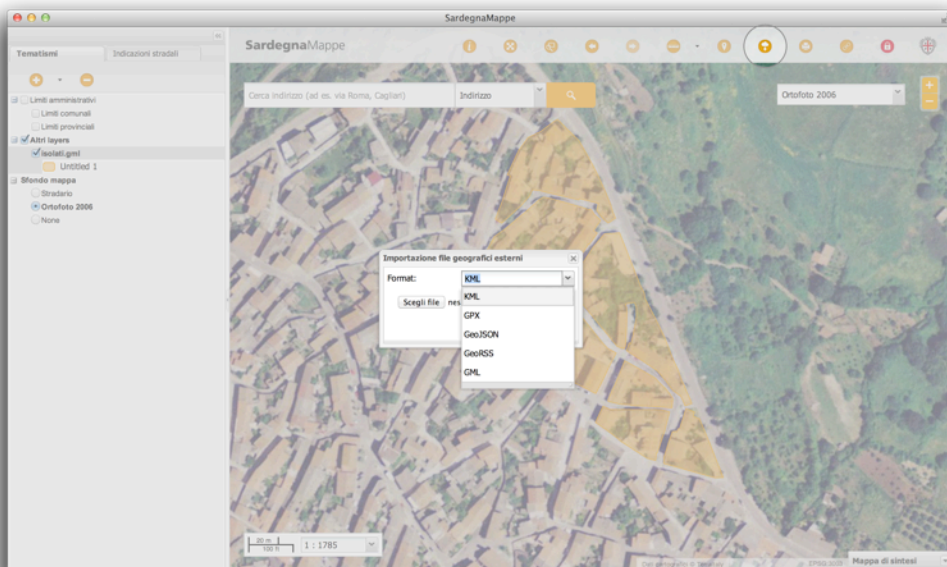 SardegnaMappe
Tematismi
Indicazioni stradali
SardegnaMappe
Limiti amministrativi
Limiti comunali
Limiti provinciali
Altri layers
isolati.gml
Untitled 1
Sfondo mappa
Stradario
Ortofoto 2006
None
Cerca indirizzo (ad es. via Roma, Cagliari)
Indirizzo
Ortofoto 2006
Importazione file geografici esterni
Format:
KML
Scegli file nes
KML
GPX
GeoJSON
GeoRSS
GML
20 m
100 ft
1 : 1785
Mappa di sintesi